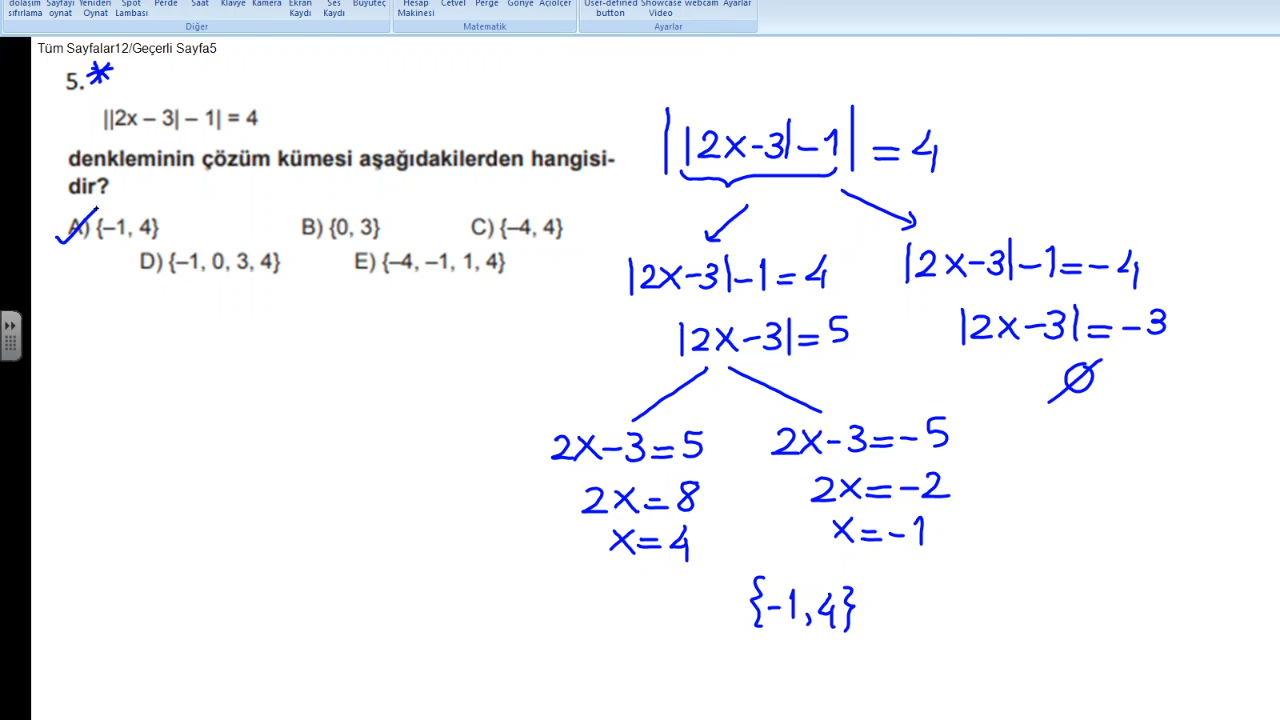 dolaşım Sayfayı Yeniden Spot Perde Saat Klavye Kamera Ekran Ses Büyüteç Hesap Cetvel Perge Gönye Açıölçer User-defined Showcase webcam Ayarlar
sıfırlama oynat Oynat Lambası Kaydı Kaydı Makinesi button Video
Diğer Matematik Ayarlar
Tüm Sayfalar12/Geçerli Sayfa5
5. *
||2x – 3| – 1| = 4
denkleminin çözüm kümesi aşağıdakilerden hangisi-
dir?
A) {–1, 4} B) {0, 3} C) {–4, 4}
D) {–1, 0, 3, 4} E) {–4, –1, 1, 4}
||2x-3|-1| = 4
|2x-3|-1=4 |2x-3|-1=-4
|2x-3|=5 |2x-3|=-3
∅
2x-3=5 2x-3=-5
2x=8 2x=-2
x=4 x=-1
{-1,4}